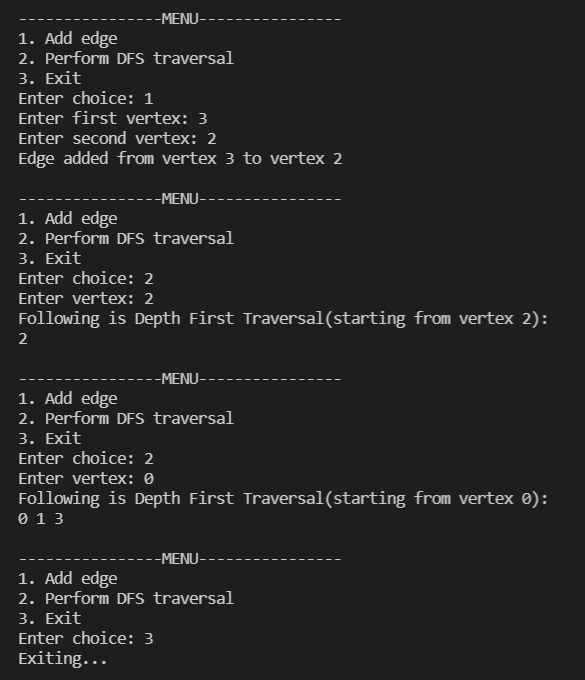 ----------------MENU----------------
1. Add edge
2. Perform DFS traversal
3. Exit
Enter choice: 1
Enter first vertex: 3
Enter second vertex: 2
Edge added from vertex 3 to vertex 2
----------------MENU----------------
1. Add edge
2. Perform DFS traversal
3. Exit
Enter choice: 2
Enter vertex: 2
Following is Depth First Traversal(starting from vertex 2):
2
----------------MENU----------------
1. Add edge
2. Perform DFS traversal
3. Exit
Enter choice: 2
Enter vertex: 0
Following is Depth First Traversal(starting from vertex 0):
0 1 3
----------------MENU----------------
1. Add edge
2. Perform DFS traversal
3. Exit
Enter choice: 3
Exiting...